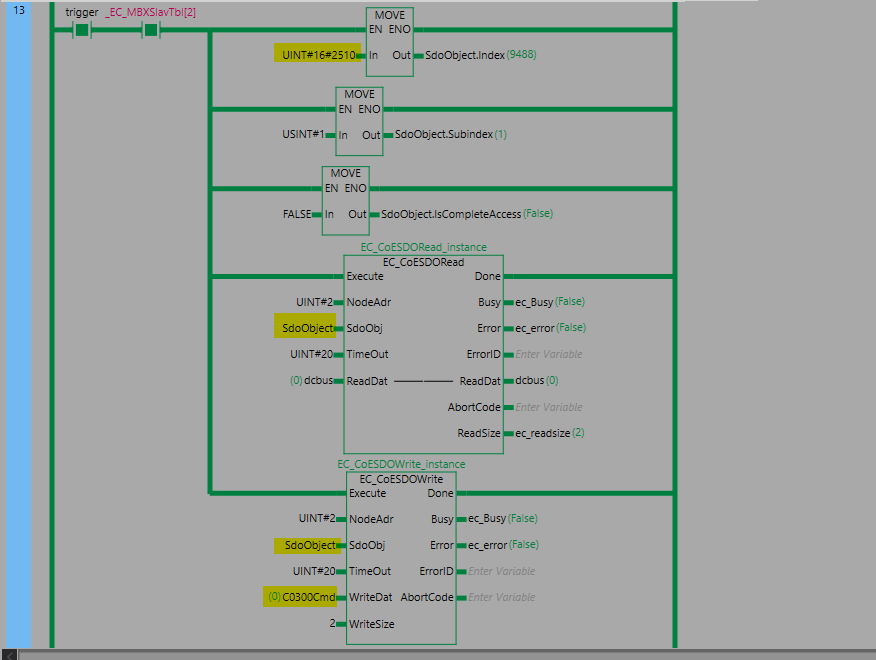 13
trigger _EC_MBXSlavTbl[2]
MOVE
EN ENO
UINT#16#2510 In Out SdoObject.Index (9488)
MOVE
EN ENO
USINT#1 In Out SdoObject.Subindex (1)
MOVE
EN ENO
FALSE In Out SdoObject.IsCompleteAccess (False)
EC_CoESDORead_instance
EC_CoESDORead
Execute Done
UINT#2 NodeAdr Busy ec_Busy (False)
SdoObject SdoObj Error ec_error (False)
UINT#20 TimeOut ErrorID Enter Variable
(0) dcbus ReadDat ReadDat dcbus (0)
AbortCode Enter Variable
ReadSize ec_readsize (2)
EC_CoESDOWrite_instance
EC_CoESDOWrite
Execute Done
UINT#2 NodeAdr Busy ec_Busy (False)
SdoObject SdoObj Error ec_error (False)
UINT#20 TimeOut ErrorID Enter Variable
(0) C0300Cmd WriteDat AbortCode Enter Variable
2 WriteSize